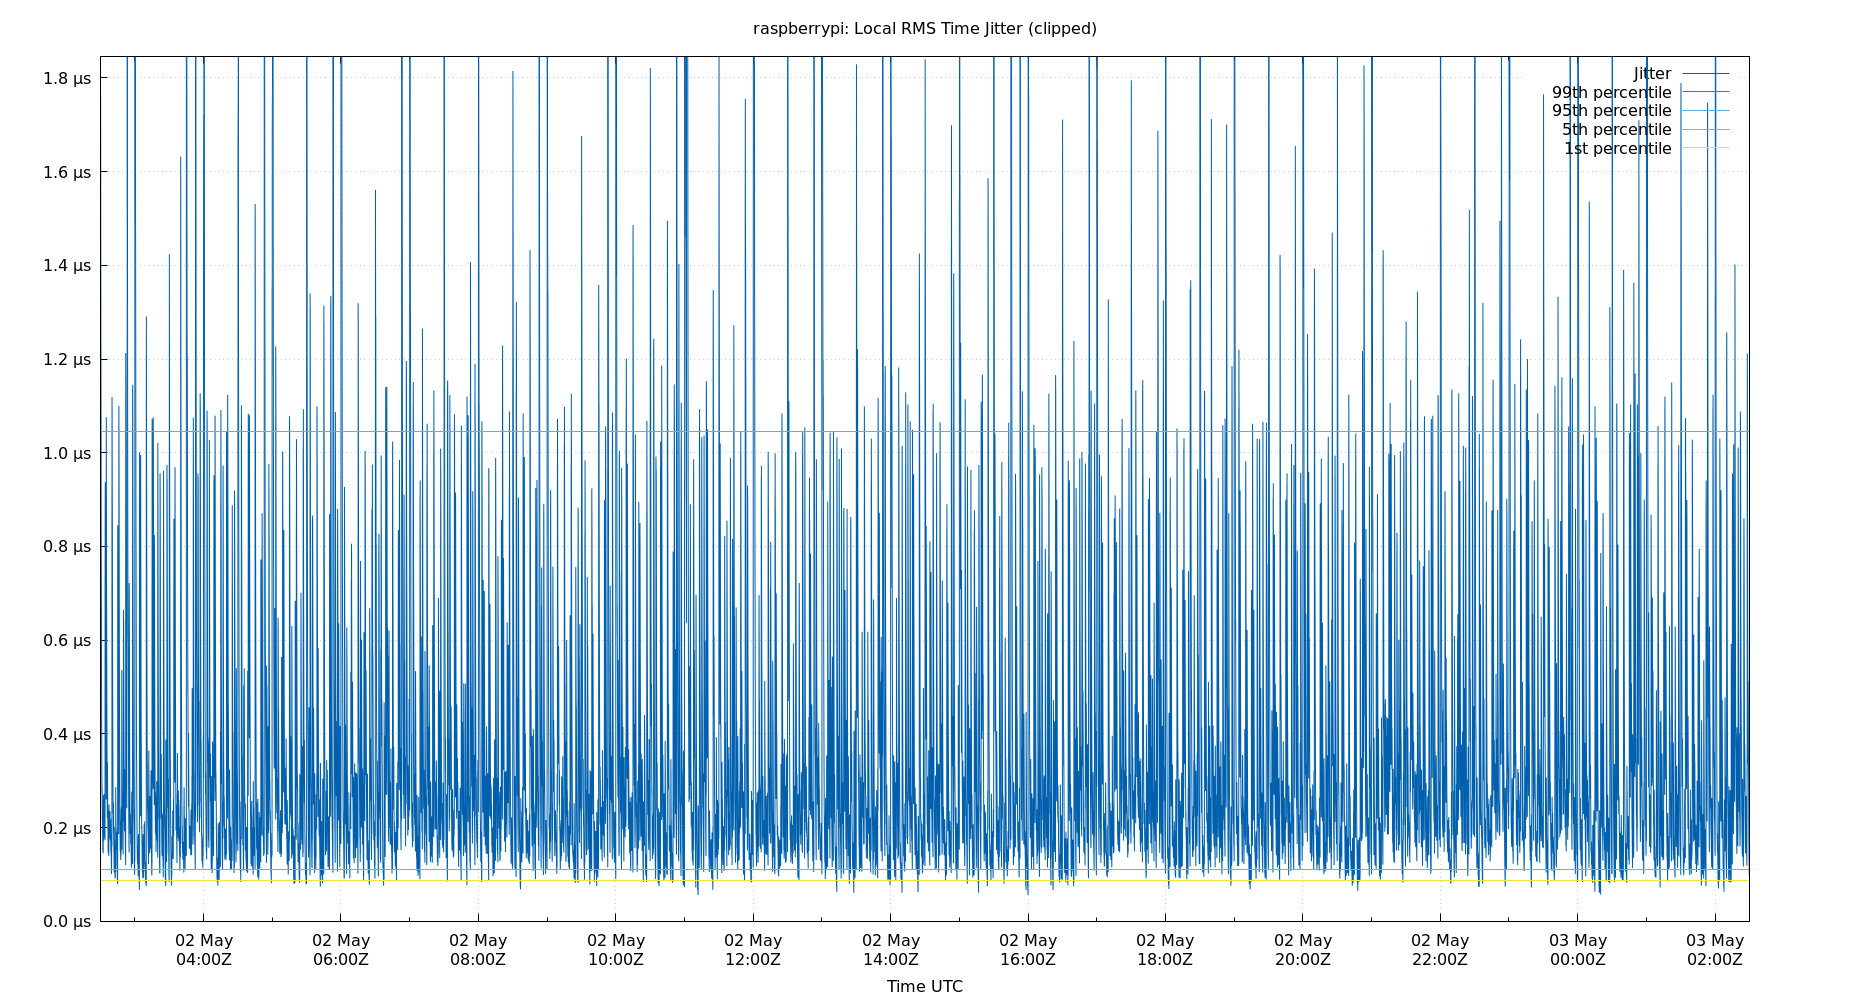 raspberrypi: Local RMS Time Jitter (clipped)
Jitter
99th percentile
95th percentile
5th percentile
1st percentile
1.8 µs
1.6 µs
1.4 µs
1.2 µs
1.0 µs
0.8 µs
0.6 µs
0.4 µs
0.2 µs
0.0 µs
02 May 02 May 02 May 02 May 02 May 02 May 02 May 02 May 02 May 02 May 03 May 03 May
04:00Z 06:00Z 08:00Z 10:00Z 12:00Z 14:00Z 16:00Z 18:00Z 20:00Z 22:00Z 00:00Z 02:00Z
Time UTC